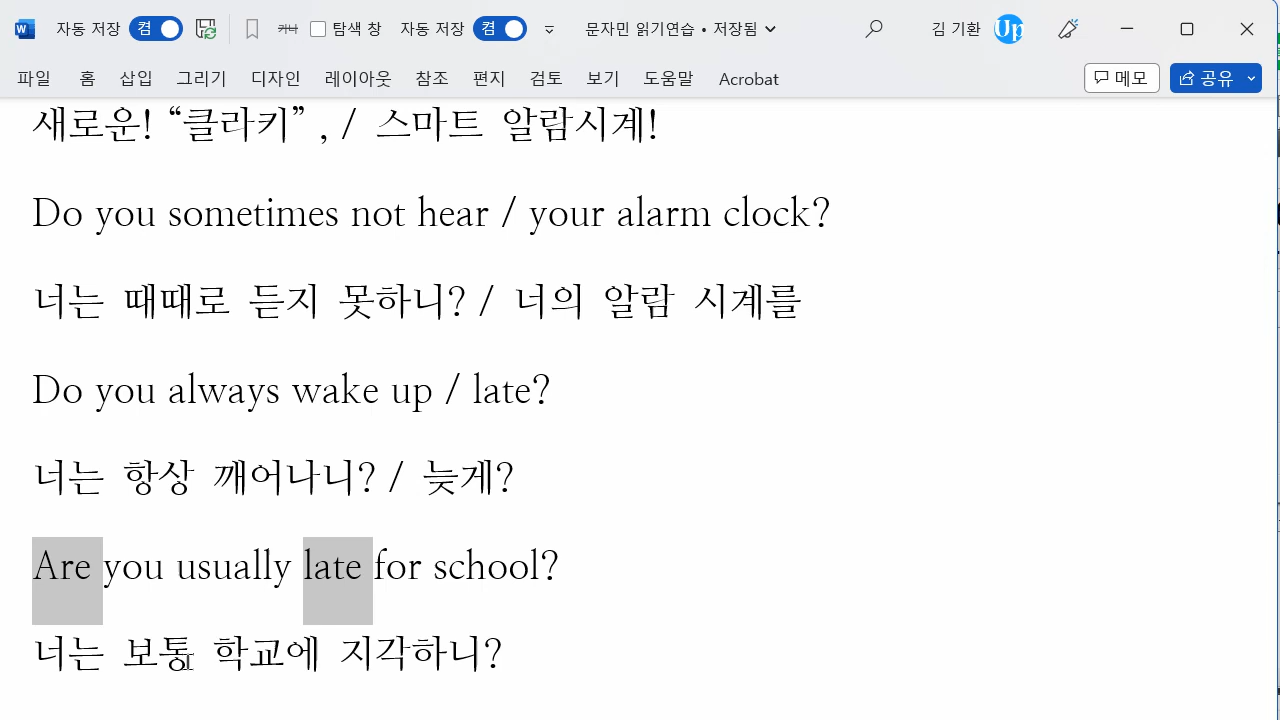 자동 저장 켬 가나 탐색 창 자동 저장 켬 문자민 읽기연습 • 저장됨 김 기환 Up
파일 홈 삽입 그리기 디자인 레이아웃 참조 편지 검토 보기 도움말 Acrobat 메모 공유
새로운! “클라키” , / 스마트 알람시계!
Do you sometimes not hear / your alarm clock?
너는 때때로 듣지 못하니? / 너의 알람 시계를
Do you always wake up / late?
너는 항상 깨어나니? / 늦게?
Are you usually late for school?
너는 보통 학교에 지각하니?